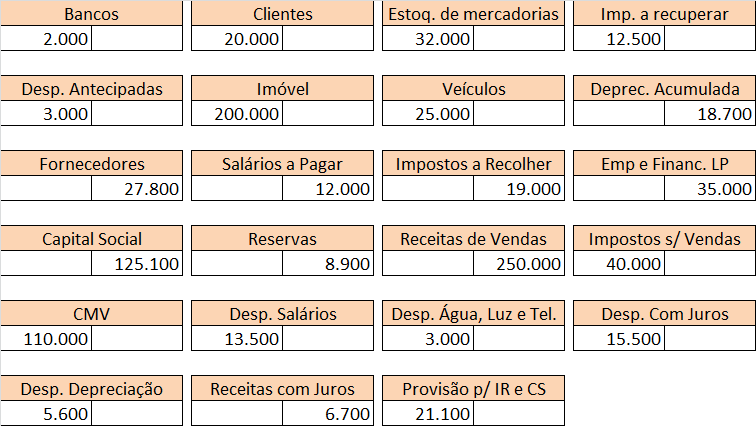 Bancos Clientes Estoq. de mercadorias Imp. a recuperar
2.000 20.000 32.000 12.500
Desp. Antecipadas Imóvel Veículos Deprec. Acumulada
3.000 200.000 25.000 18.700
Fornecedores Salários a Pagar Impostos a Recolher Emp e Financ. LP
27.800 12.000 19.000 35.000
Capital Social Reservas Receitas de Vendas Impostos s/ Vendas
125.100 8.900 250.000 40.000
CMV Desp. Salários Desp. Água, Luz e Tel. Desp. Com Juros
110.000 13.500 3.000 15.500
Desp. Depreciação Receitas com Juros Provisão p/ IR e CS
5.600 6.700 21.100